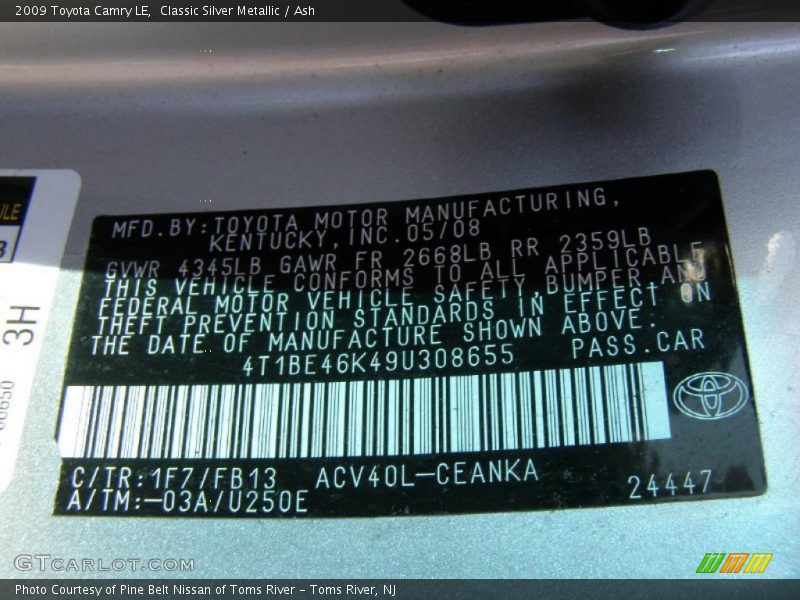 2009 Toyota Camry LE,  Classic Silver Metallic / Ash
ULE
3
3H
00650
MFD.BY:TOYOTA MOTOR MANUFACTURING,
KENTUCKY,INC.05/08
GVWR 4345LB GAWR FR 2668LB RR 2359LB
THIS VEHICLE CONFORMS TO ALL APPLICABLE
FEDERAL MOTOR VEHICLE SAFETY, BUMPER AND
THEFT PREVENTION STANDARDS IN EFFECT ON
THE DATE OF MANUFACTURE SHOWN ABOVE.
4T1BE46K49U308655 PASS.CAR
C/TR:1F7/FB13 ACV40L-CEANKA
A/TM:-03A/U250E 24447
GTCARLOT.COM
Photo Courtesy of Pine Belt Nissan of Toms River – Toms River, NJ